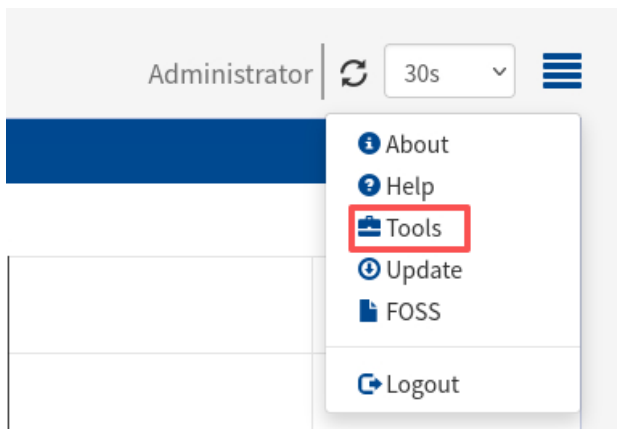 Administrator 30s
About
Help
Tools
Update
FOSS
Logout